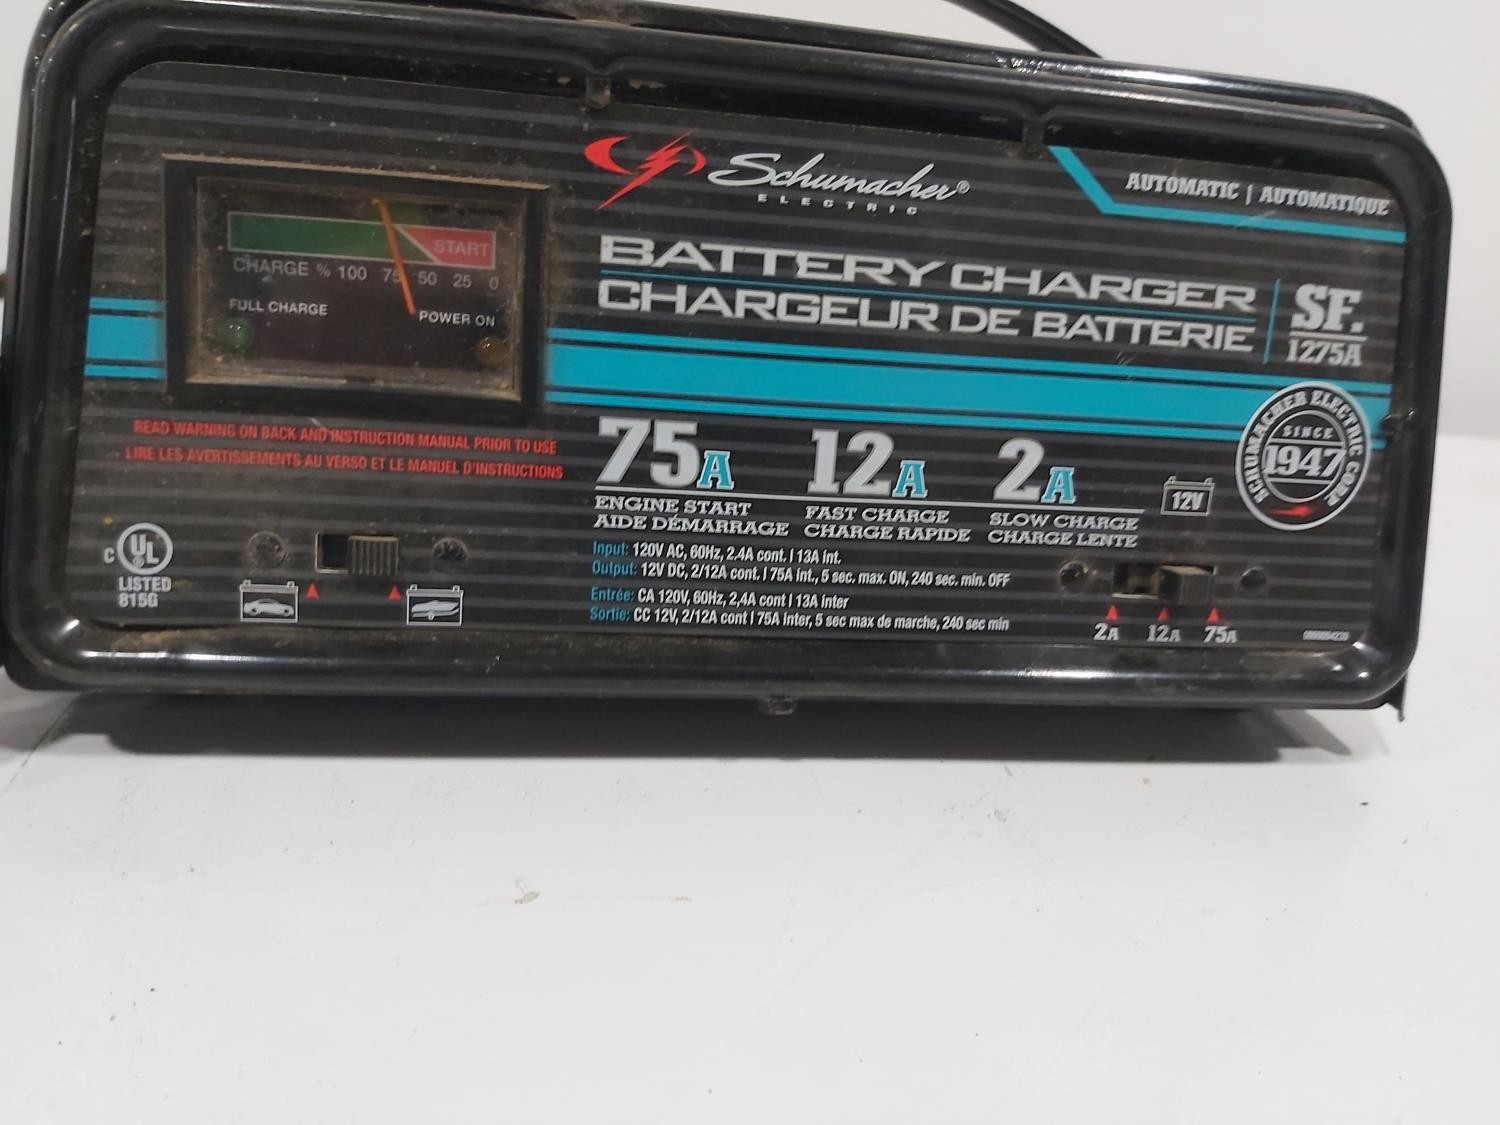 Schumacher®
ELECTRIC
AUTOMATIC | AUTOMATIQUE
BATTERY CHARGER
CHARGEUR DE BATTERIE
SF.
1275A
START
CHARGE % 100 75 50 25 0
FULL CHARGE
POWER ON
READ WARNING ON BACK AND INSTRUCTION MANUAL PRIOR TO USE
LIRE LES AVERTISSEMENTS AU VERSO ET LE MANUEL D'INSTRUCTIONS
75A
ENGINE START
AIDE DÉMARRAGE
12A
FAST CHARGE
CHARGE RAPIDE
2A
SLOW CHARGE
CHARGE LENTE
12V
SCHUMACHER ELECTRIC CORP.
SINCE
1947
Input: 120V AC, 60Hz, 2.4A cont. | 13A int.
Output: 12V DC, 2/12A cont. | 75A int., 5 sec. max. ON, 240 sec. min. OFF
Entrée: CA 120V, 60Hz, 2,4A cont | 13A inter
Sortie: CC 12V, 2/12A cont | 75A inter, 5 sec max de marche, 240 sec min
C UL ®
LISTED
815G
2A 12A 75A